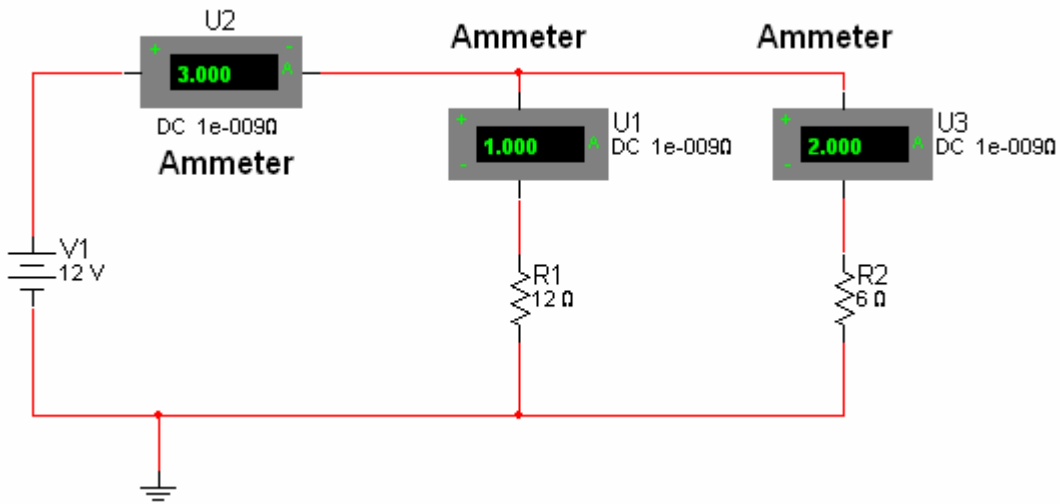 U2
+ -
3.000 A
DC 1e-009Ω
Ammeter
Ammeter
+
1.000 A
-
U1
DC 1e-009Ω
Ammeter
+
2.000 A
-
U3
DC 1e-009Ω
V1
12 V
R1
12 Ω
R2
6 Ω